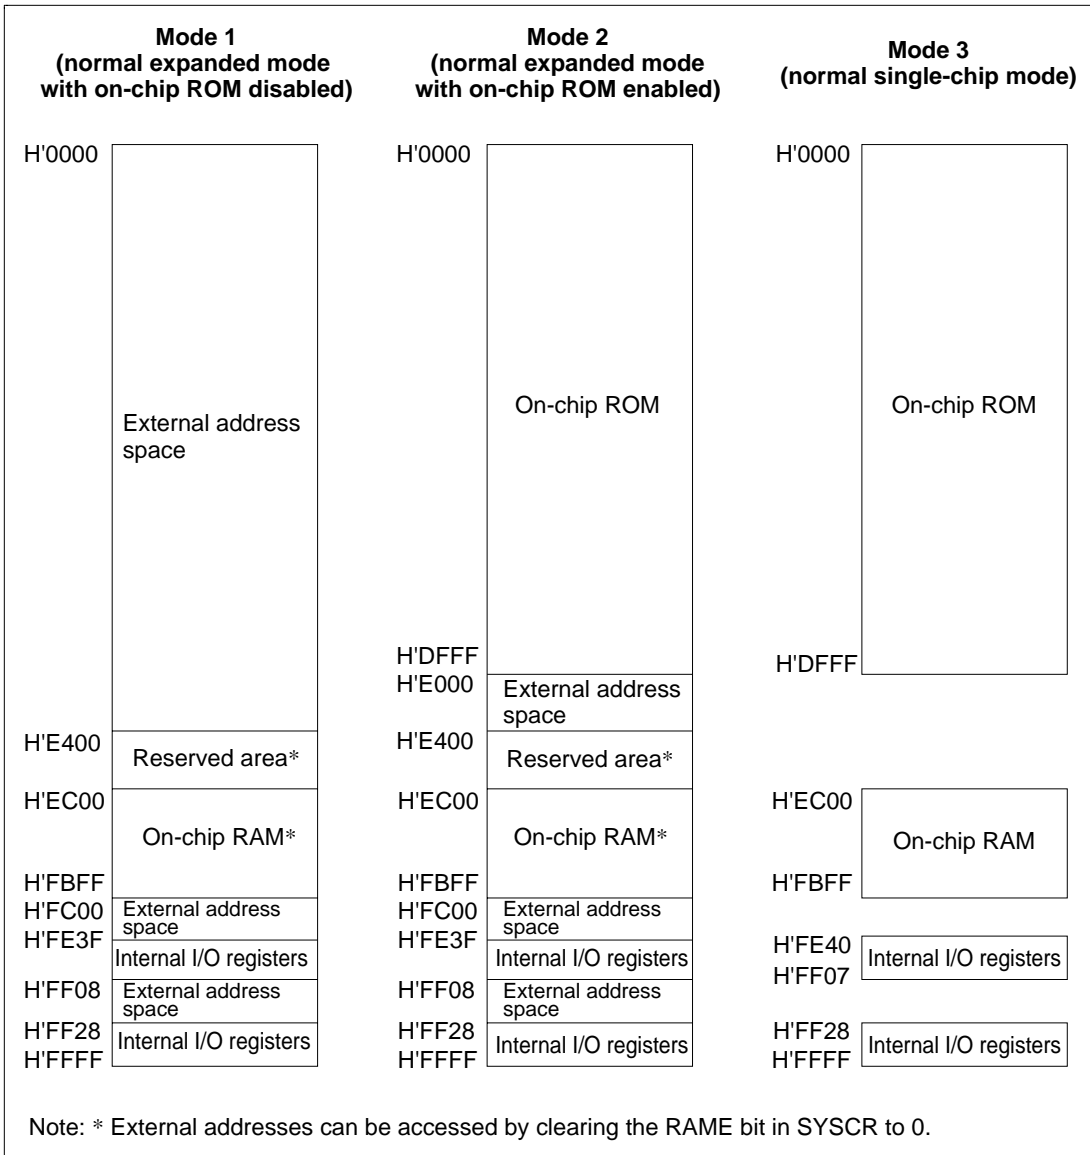 Mode 1
(normal expanded mode
with on-chip ROM disabled)
H'0000
External address
space
H'E400
Reserved area*
H'EC00
On-chip RAM*
H'FBFF
H'FC00
External address
space
H'FE3F
Internal I/O registers
H'FF08
External address
space
H'FF28
Internal I/O registers
H'FFFF
Mode 2
(normal expanded mode
with on-chip ROM enabled)
H'0000
On-chip ROM
H'DFFF
H'E000
External address
space
H'E400
Reserved area*
H'EC00
On-chip RAM*
H'FBFF
H'FC00
External address
space
H'FE3F
Internal I/O registers
H'FF08
External address
space
H'FF28
Internal I/O registers
H'FFFF
Mode 3
(normal single-chip mode)
H'0000
On-chip ROM
H'DFFF
H'EC00
On-chip RAM
H'FBFF
H'FE40
Internal I/O registers
H'FF07
H'FF28
Internal I/O registers
H'FFFF
Note: * External addresses can be accessed by clearing the RAME bit in SYSCR to 0.